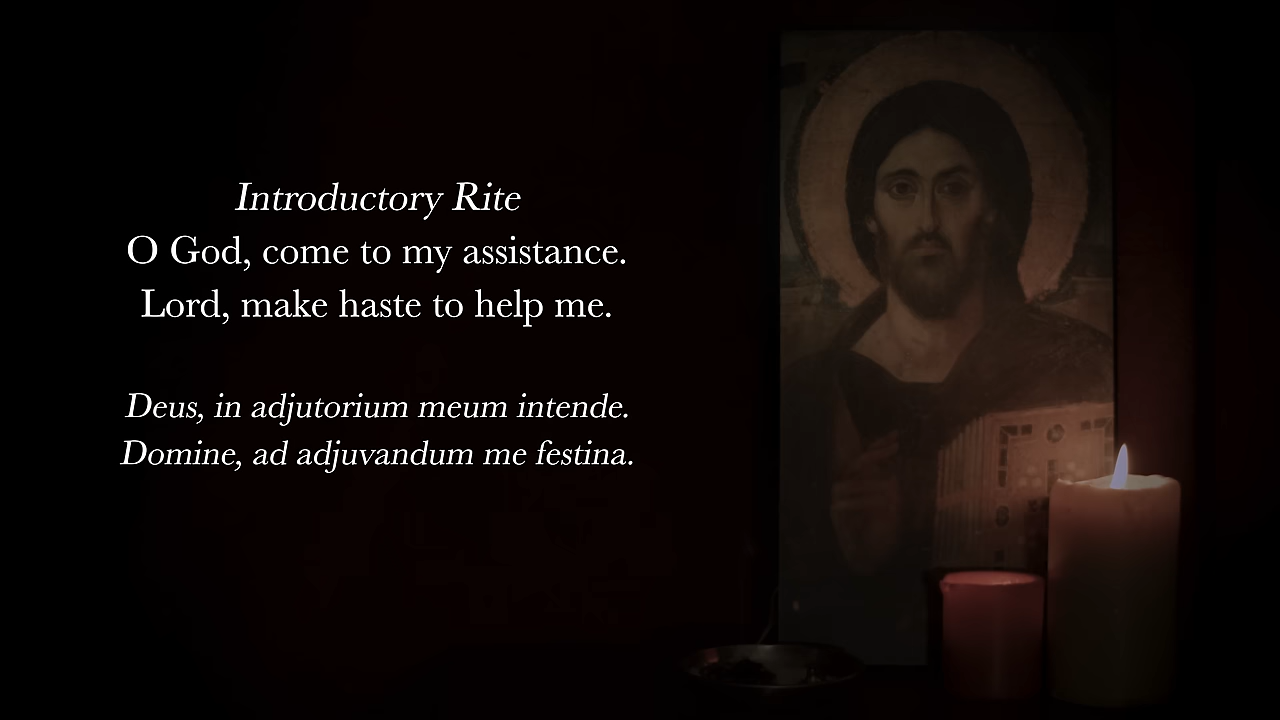 Introductory Rite
O God, come to my assistance.
Lord, make haste to help me.
Deus, in adjutorium meum intende.
Domine, ad adjuvandum me festina.